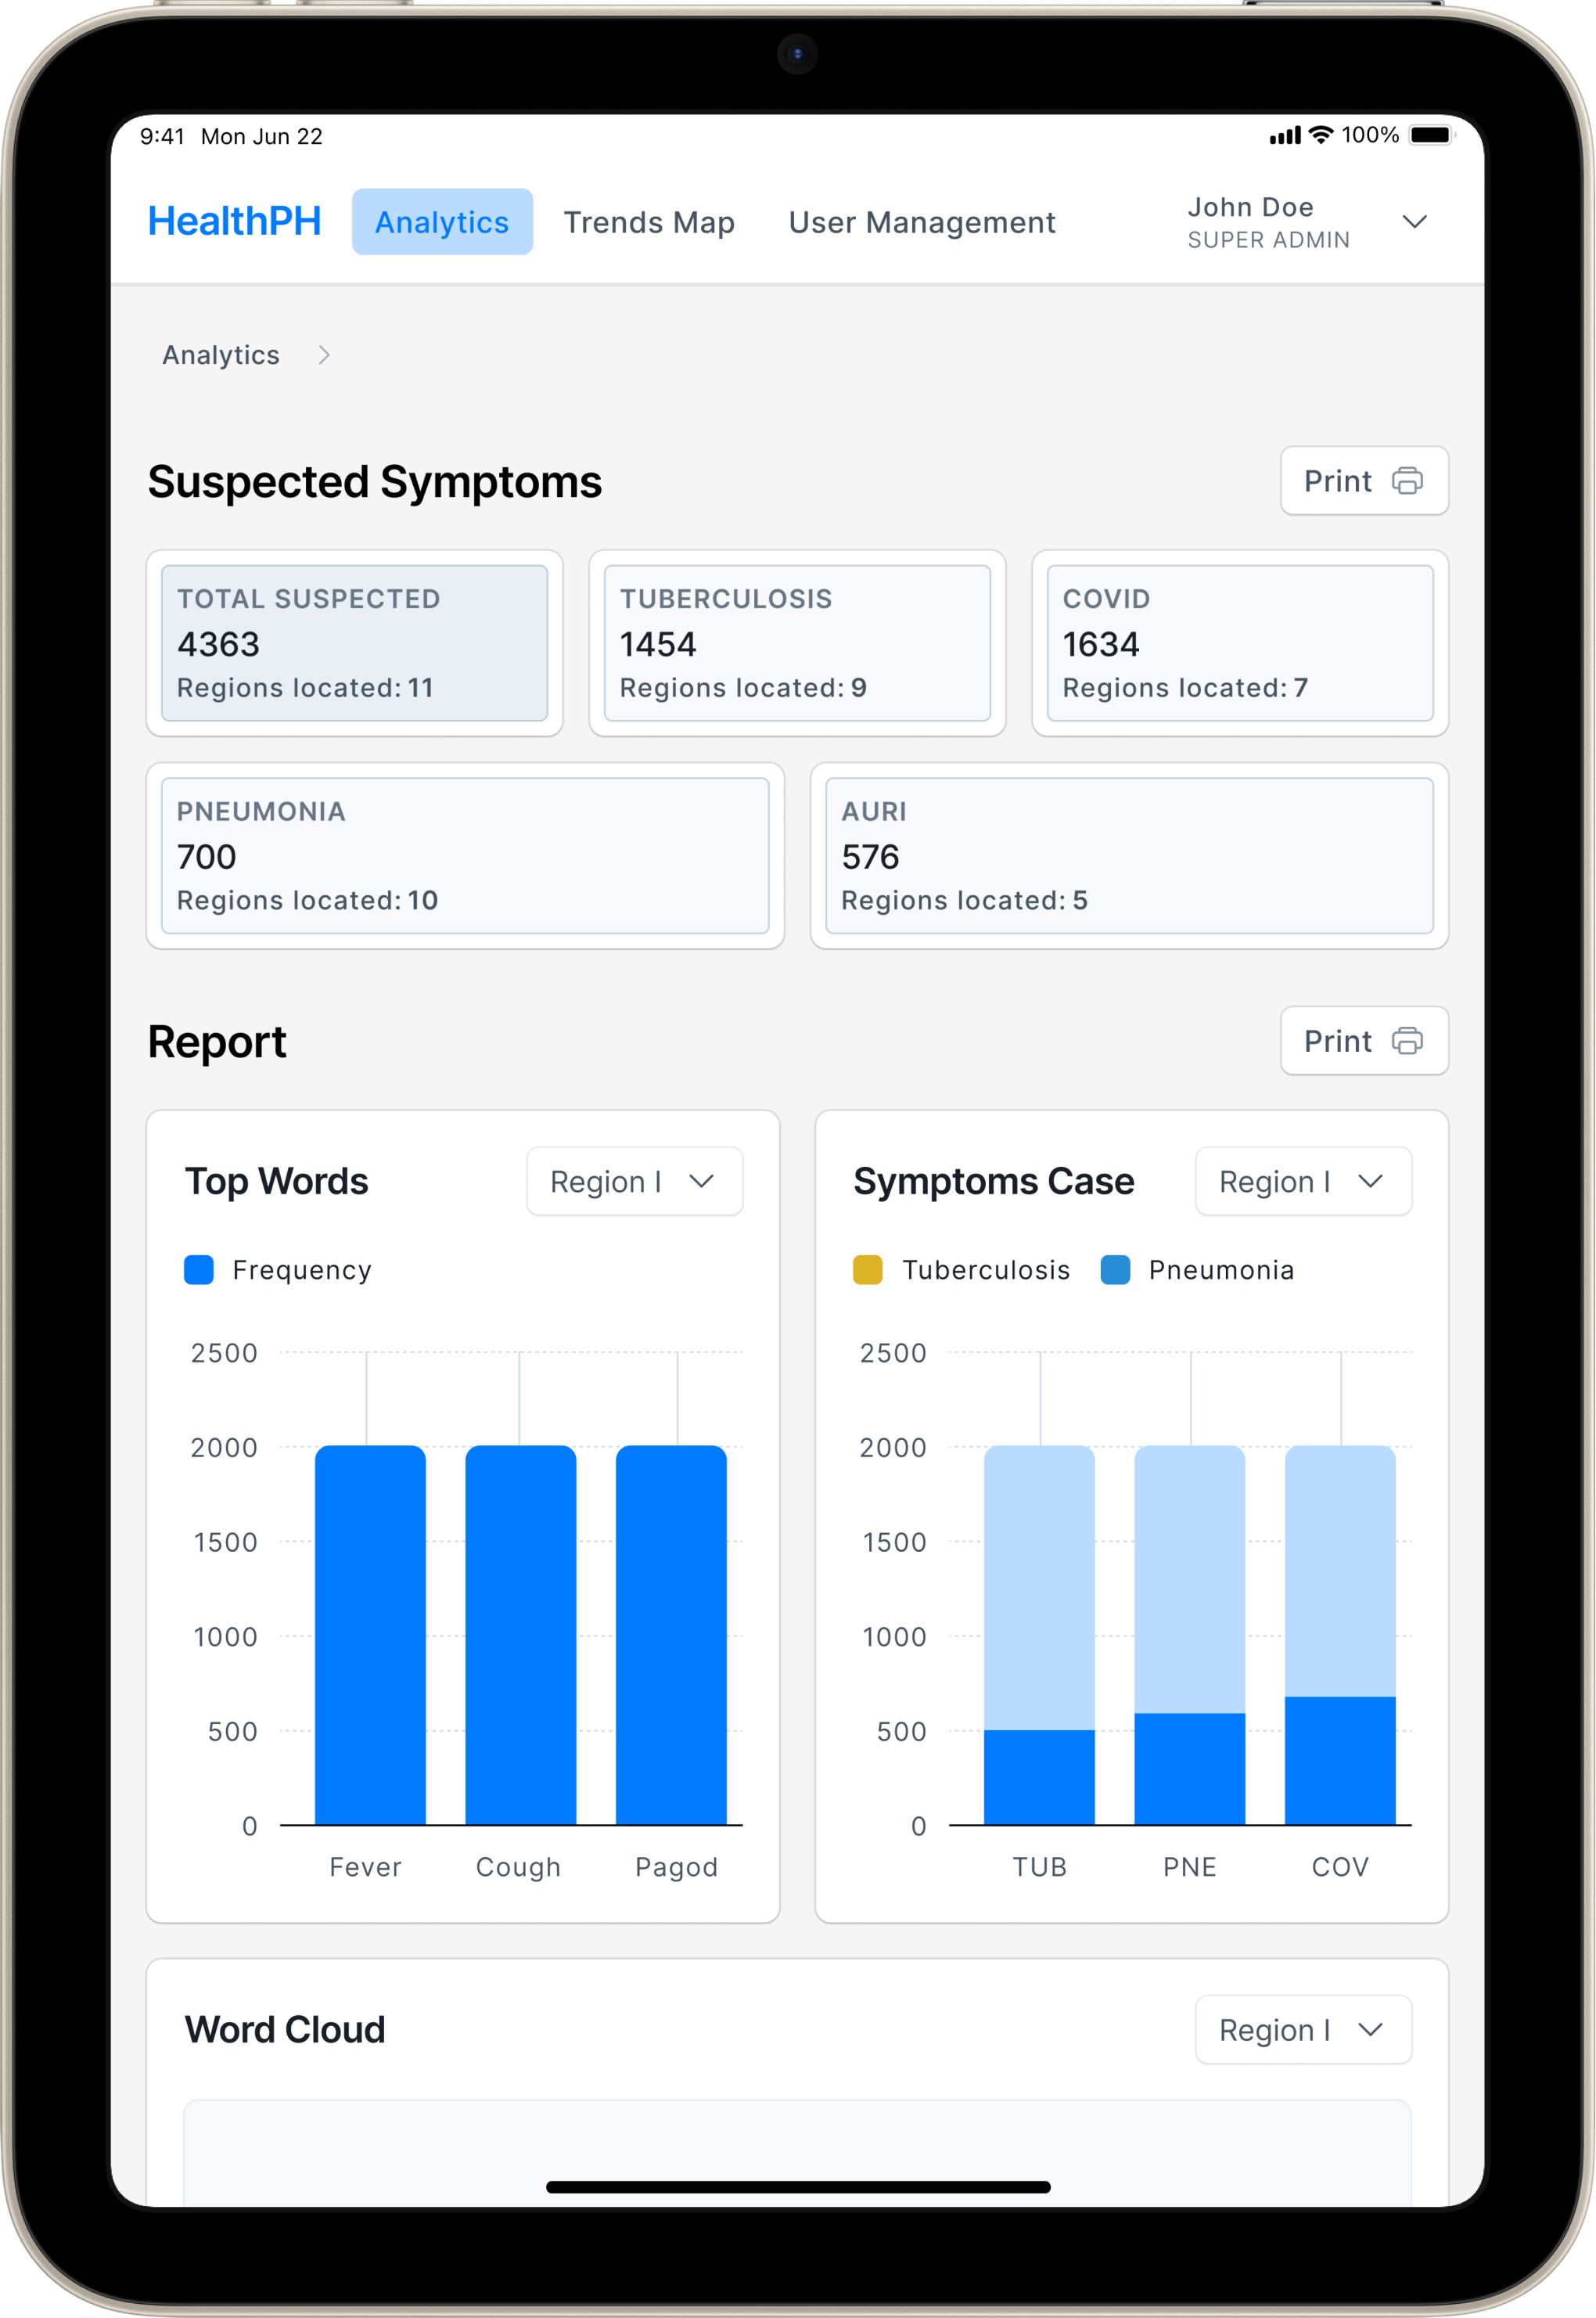 9:41 Mon Jun 22 100%
HealthPH Analytics Trends Map User Management John Doe
SUPER ADMIN
Analytics
Suspected Symptoms Print
TOTAL SUSPECTED
4363
Regions located: 11
TUBERCULOSIS
1454
Regions located: 9
COVID
1634
Regions located: 7
PNEUMONIA
700
Regions located: 10
AURI
576
Regions located: 5
Report Print
Top Words Region I
Frequency
2500
2000
1500
1000
500
0
Fever Cough Pagod
Symptoms Case Region I
Tuberculosis Pneumonia
2500
2000
1500
1000
500
0
TUB PNE COV
Word Cloud Region I